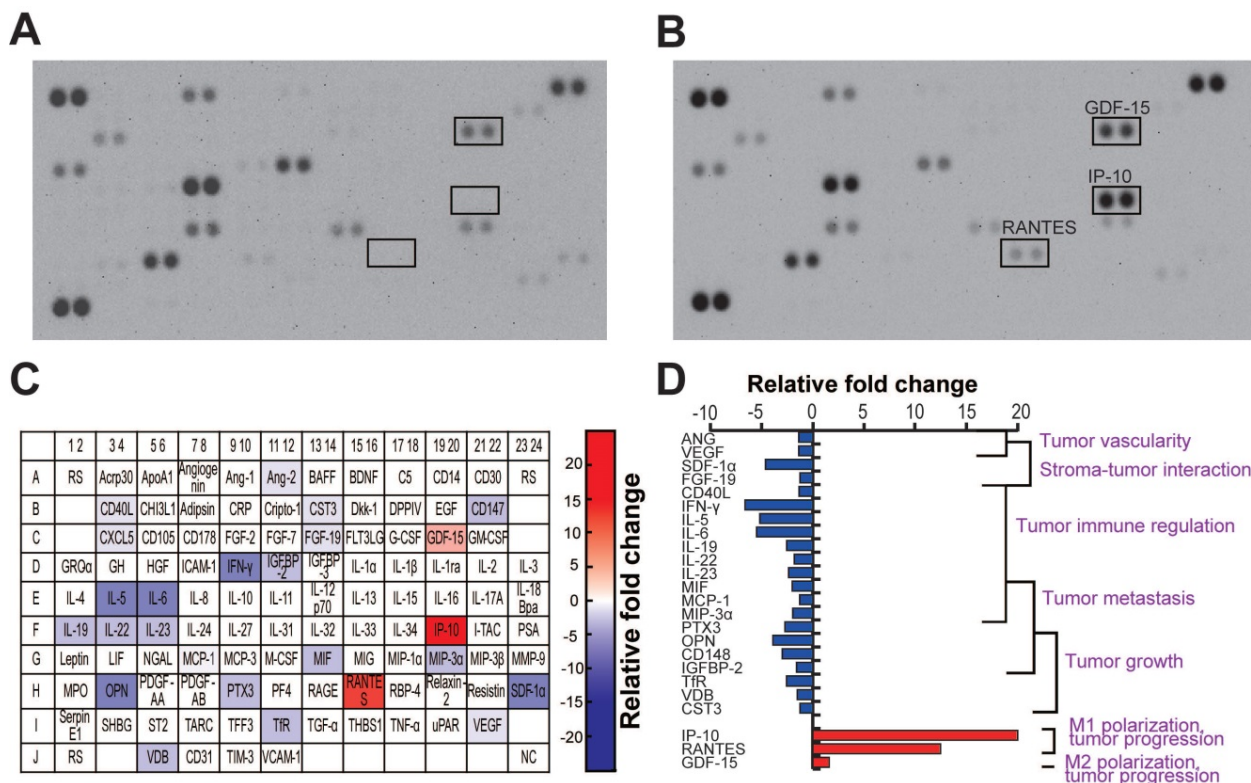 A
B
GDF-15
IP-10
RANTES
C
1 2 3 4 5 6 7 8 9 10 11 12 13 14 15 16 17 18 19 20 21 22 23 24
A RS Acrp30 ApoA1 Angiogenin Ang-1 Ang-2 BAFF BDNF C5 CD14 CD30 RS
B CD40L CHI3L1 Adipsin CRP Cripto-1 CST3 Dkk-1 DPPIV EGF CD147
C CXCL5 CD105 CD178 FGF-2 FGF-7 FGF-19 FLT3LG G-CSF GDF-15 GM-CSF
D GROα GH HGF ICAM-1 IFN-γ IGFBP-2 IGFBP-3 IL-1α IL-1β IL-1ra IL-2 IL-3
E IL-4 IL-5 IL-6 IL-8 IL-10 IL-11 IL-12 p70 IL-13 IL-15 IL-16 IL-17A IL-18 Bpa
F IL-19 IL-22 IL-23 IL-24 IL-27 IL-31 IL-32 IL-33 IL-34 IP-10 I-TAC PSA
G Leptin LIF NGAL MCP-1 MCP-3 M-CSF MIF MIG MIP-1α MIP-3α MIP-3β MMP-9
H MPO OPN PDGF-AA PDGF-AB PTX3 PF4 RAGE RANTES RBP-4 Relaxin-2 Resistin SDF-1α
I Serpin E1 SHBG ST2 TARC TFF3 TfR TGF-α THBS1 TNF-α uPAR VEGF
J RS VDB CD31 TIM-3 VCAM-1 NC
20
15
10
5
0
-5
-10
-15
-20
Relative fold change
D
Relative fold change
-10 -5 0 5 10 15 20
ANG
VEGF
SDF-1α
FGF-19
CD40L
IFN-γ
IL-5
IL-6
IL-19
IL-22
IL-23
MIF
MCP-1
MIP-3α
PTX3
OPN
CD148
IGFBP-2
TfR
VDB
CST3
IP-10
RANTES
GDF-15
Tumor vascularity
Stroma-tumor interaction
Tumor immune regulation
Tumor metastasis
Tumor growth
M1 polarization,
tumor progression
M2 polarization,
tumor progression